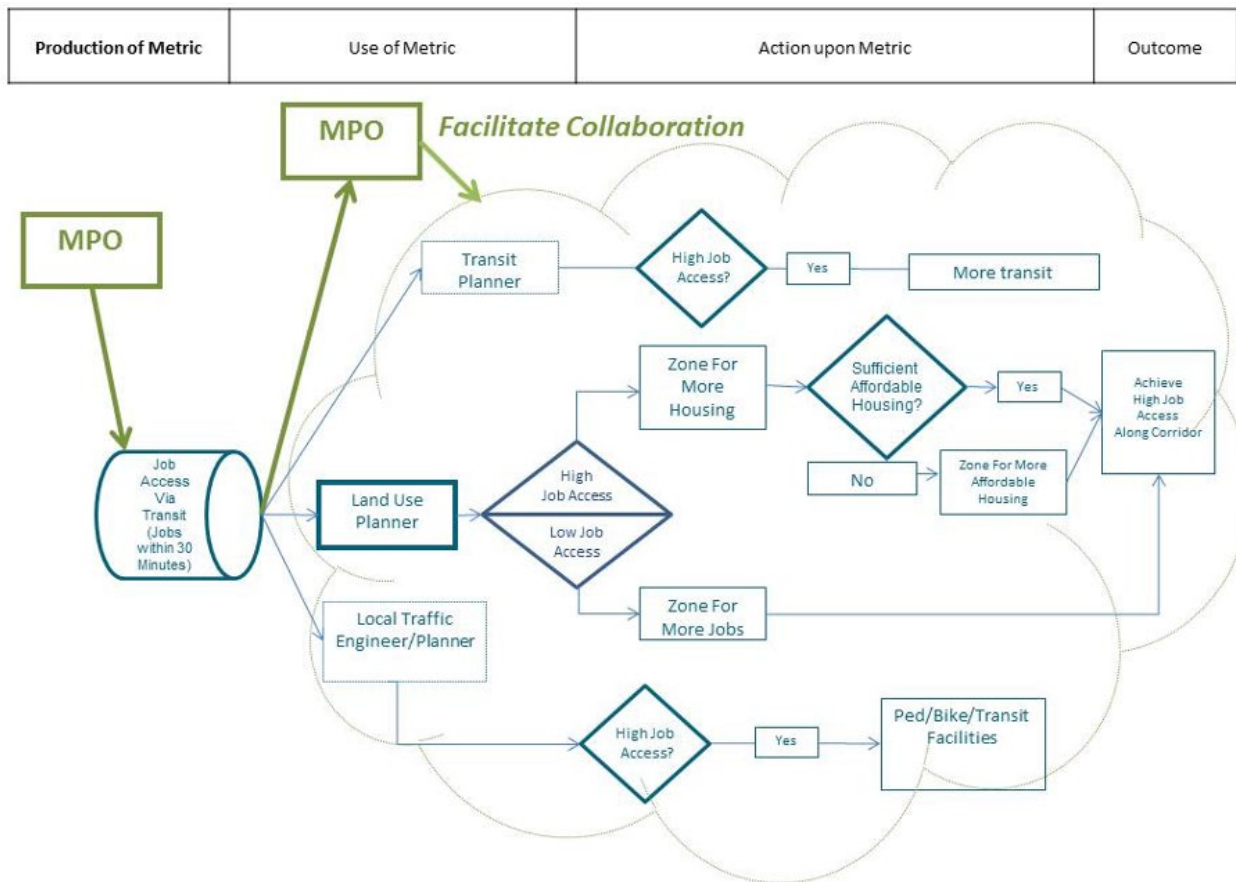 Production of Metric
Use of Metric
Action upon Metric
Outcome
MPO
Facilitate Collaboration
MPO
Transit
Planner
High Job
Access?
Yes
More transit
Zone For
More
Housing
Sufficient
Affordable
Housing?
Yes
Achieve
High Job
Access
Along Corridor
No
Zone For More
Affordable
Housing
Job
Access
Via
Transit
(Jobs
within 30
Minutes)
Land Use
Planner
High
Job Access
Low Job
Access
Zone For
More Jobs
Local Traffic
Engineer/Planner
High Job
Access?
Yes
Ped/Bike/Transit
Facilities